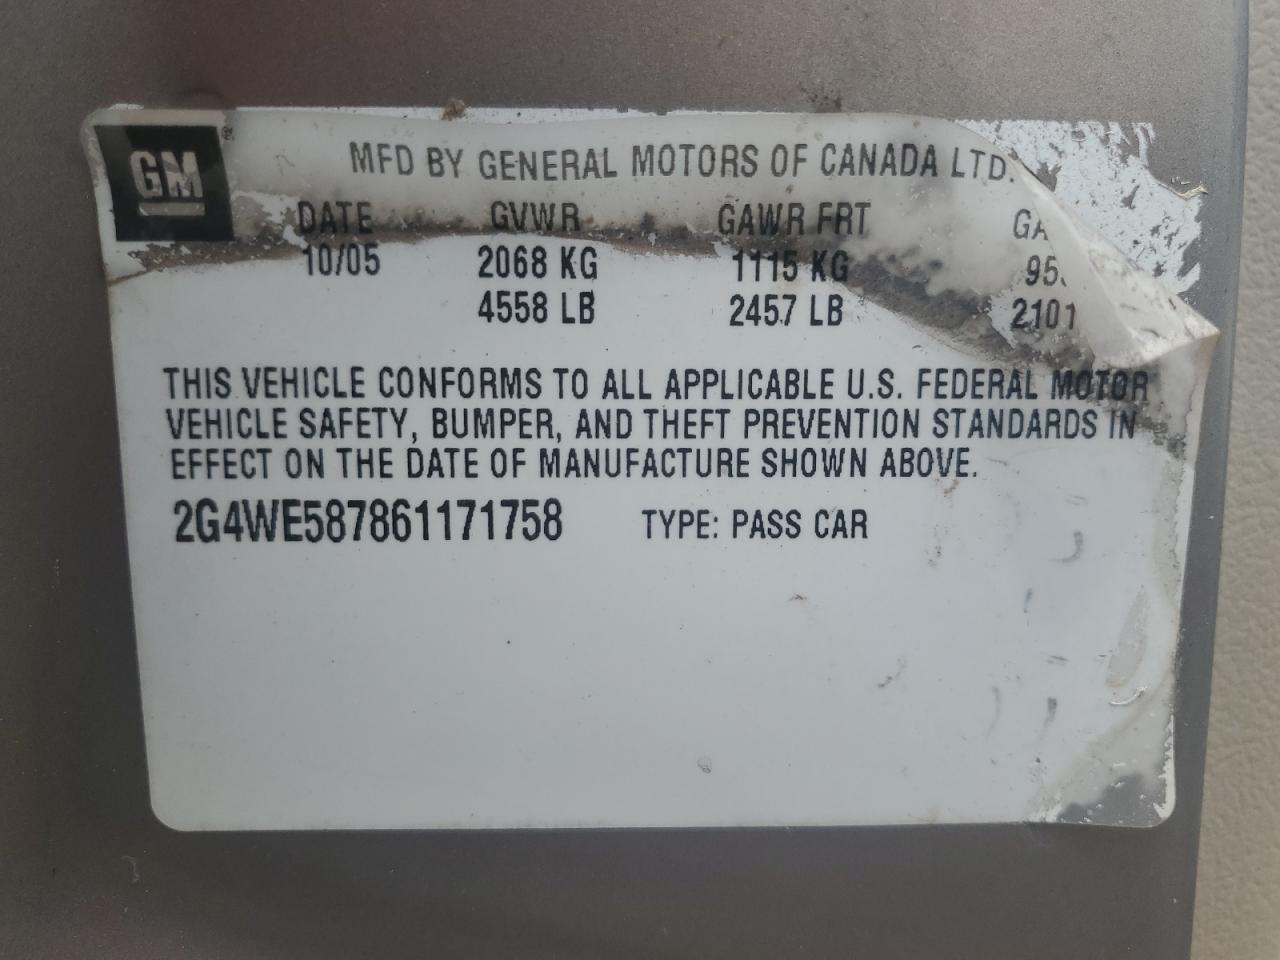 GM
MFD BY GENERAL MOTORS OF CANADA LTD.
DATE GVWR GAWR FRT
10/05 2068 KG 1115 KG
4558 LB 2457 LB 2101
THIS VEHICLE CONFORMS TO ALL APPLICABLE U.S. FEDERAL MOTOR
VEHICLE SAFETY, BUMPER, AND THEFT PREVENTION STANDARDS IN
EFFECT ON THE DATE OF MANUFACTURE SHOWN ABOVE.
2G4WE587861171758 TYPE: PASS CAR